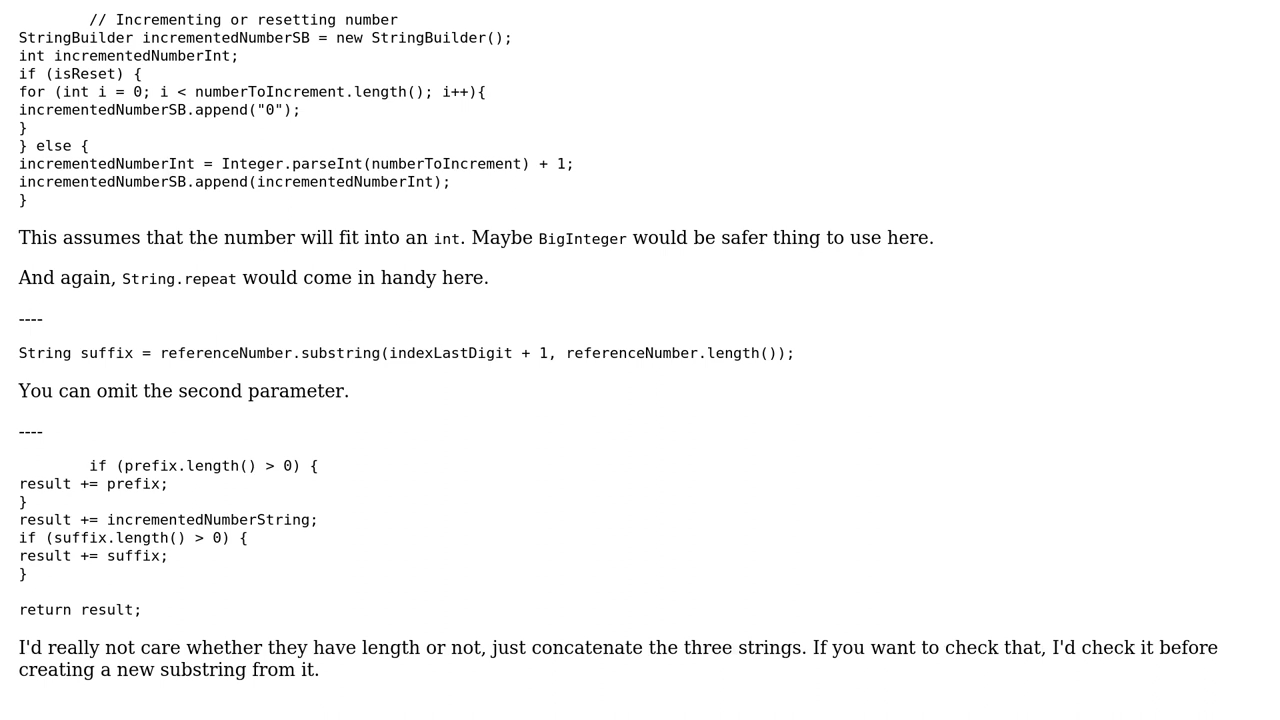 // Incrementing or resetting number
StringBuilder incrementedNumberSB = new StringBuilder();
int incrementedNumberInt;
if (isReset) {
for (int i = 0; i < numberToIncrement.length(); i++){
incrementedNumberSB.append("0");
}
} else {
incrementedNumberInt = Integer.parseInt(numberToIncrement) + 1;
incrementedNumberSB.append(incrementedNumberInt);
}
This assumes that the number will fit into an int. Maybe BigInteger would be safer thing to use here.
And again, String.repeat would come in handy here.
----
String suffix = referenceNumber.substring(indexLastDigit + 1, referenceNumber.length());
You can omit the second parameter.
----
if (prefix.length() > 0) {
result += prefix;
}
result += incrementedNumberString;
if (suffix.length() > 0) {
result += suffix;
}
return result;
I'd really not care whether they have length or not, just concatenate the three strings. If you want to check that, I'd check it before
creating a new substring from it.